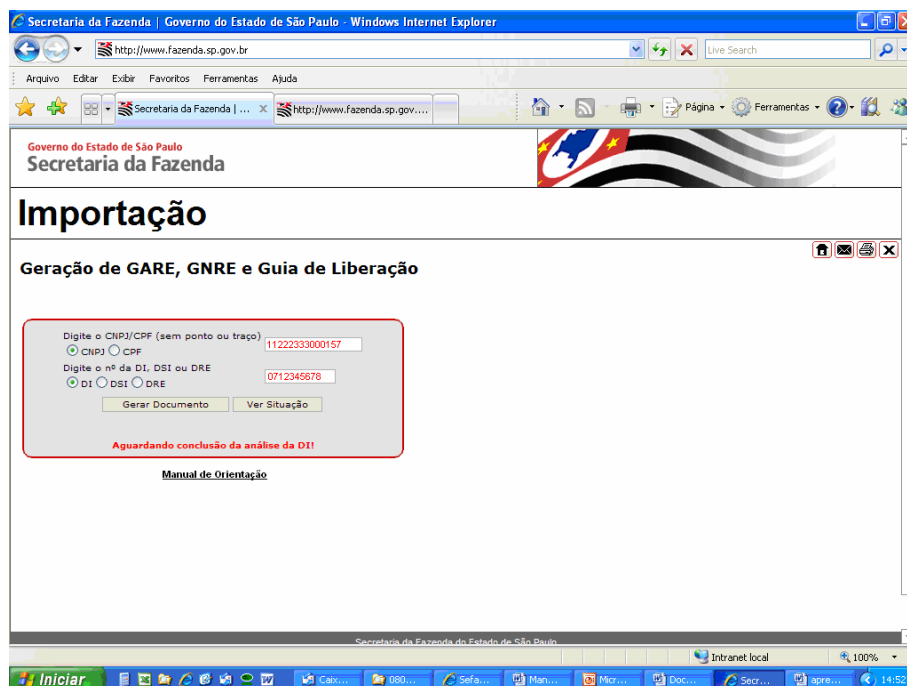 Secretaria da Fazenda | Governo do Estado de São Paulo - Windows Internet Explorer
http://www.fazenda.sp.gov.br
Live Search
Arquivo Editar Exibir Favoritos Ferramentas Ajuda
Secretaria da Fazenda | ... X http://www.fazenda.sp.gov.... Página Ferramentas
Governo do Estado de São Paulo
Secretaria da Fazenda
Importação
Geração de GARE, GNRE e Guia de Liberação
Digite o CNPJ/CPF (sem ponto ou traço) 11222333000157
CNPJ CPF
Digite o nº da DI, DSI ou DRE 0712345678
DI DSI DRE
Gerar Documento Ver Situação
Aguardando conclusão da análise da DI!
Manual de Orientação
Secretaria da Fazenda do Estado de São Paulo
Intranet local 100%
Iniciar Caix... 080... Sefa... Man... Micr... Doc... Secr... apre... 14:52